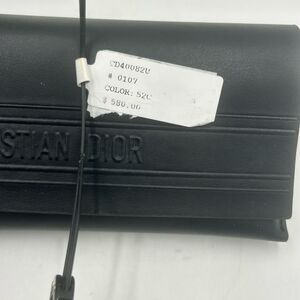 CD40082U
# 0107
COLOR: 52C
$ 580.00
STIAN DIOR